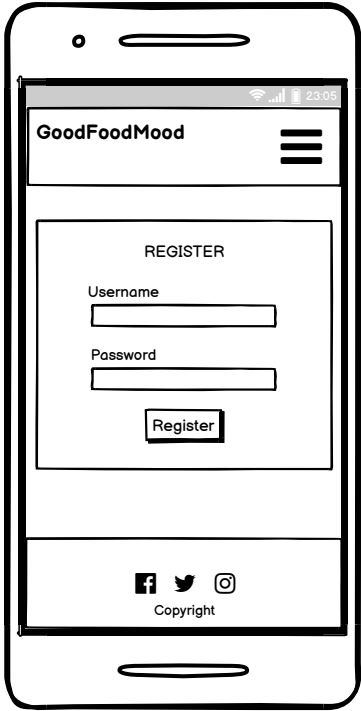 23:05
GoodFoodMood
REGISTER
Username
Password
Register
Copyright